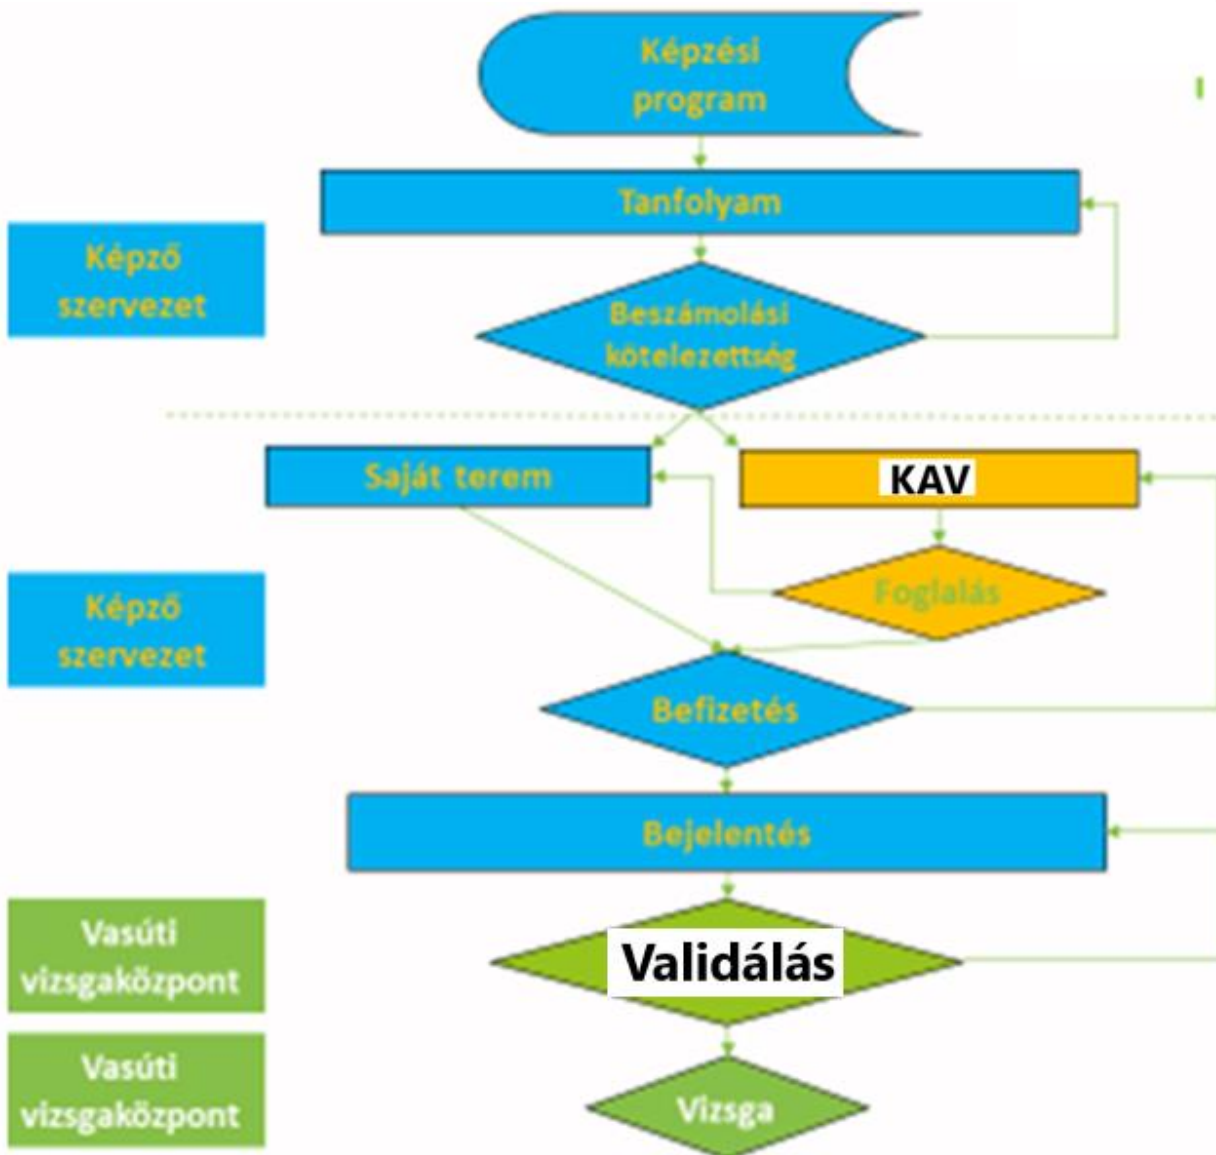 Képzési
program
Tanfolyam
Képző
szervezet
Beszámolási
kötelezettség
Saját terem
KAV
Foglalás
Képző
szervezet
Befizetés
Bejelentés
Vasúti
vizsgaközpont
Validálás
Vasúti
vizsgaközpont
Vizsga